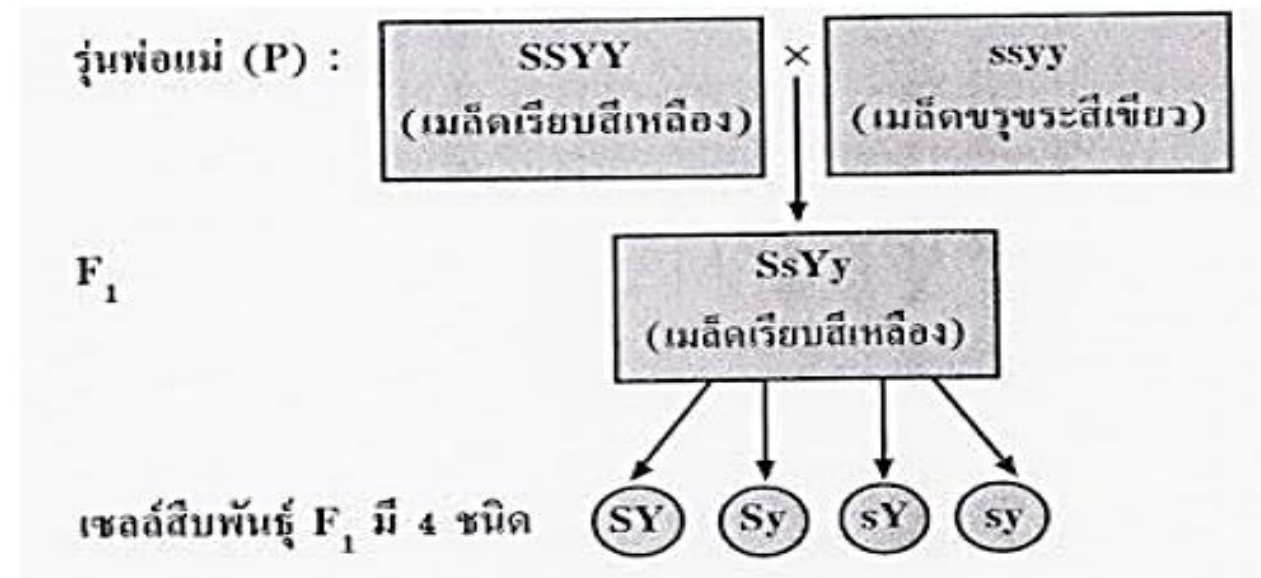 รุ่นพ่อแม่ (P) : SSYY × ssyy
(เมล็ดเรียบสีเหลือง) (เมล็ดขรุขระสีเขียว)
F1 SsYy
(เมล็ดเรียบสีเหลือง)
เซลล์สืบพันธุ์ F1 มี 4 ชนิด SY Sy sY sy